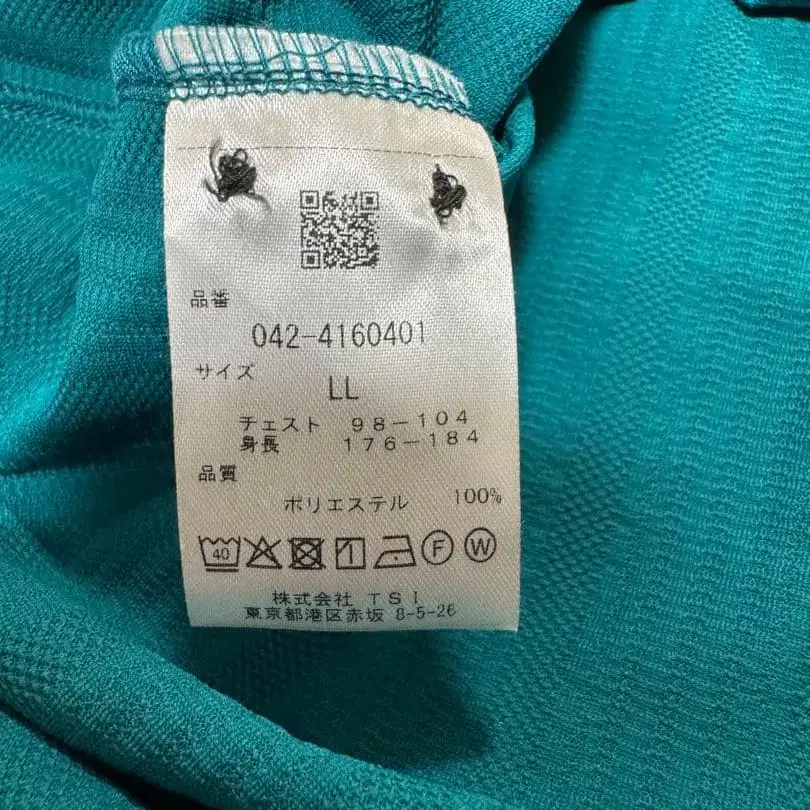 品番
042-4160401
サイズ
LL
チェスト 98-104
身長 176-184
品質
ポリエステル 100%
40 F W
株式会社 TSI
東京都港区赤坂 8-5-26